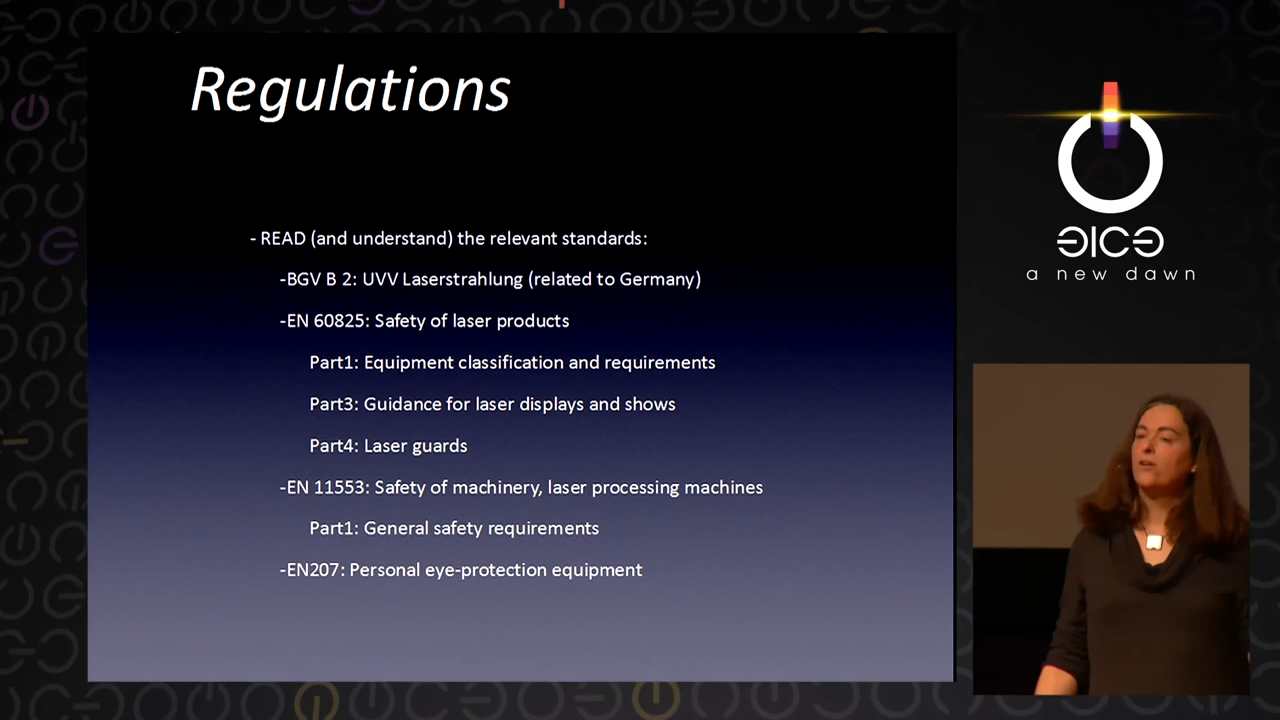 Regulations
- READ (and understand) the relevant standards:
-BGV B 2: UVV Laserstrahlung (related to Germany)
-EN 60825: Safety of laser products
Part1: Equipment classification and requirements
Part3: Guidance for laser displays and shows
Part4: Laser guards
-EN 11553: Safety of machinery, laser processing machines
Part1: General safety requirements
-EN207: Personal eye-protection equipment
a new dawn